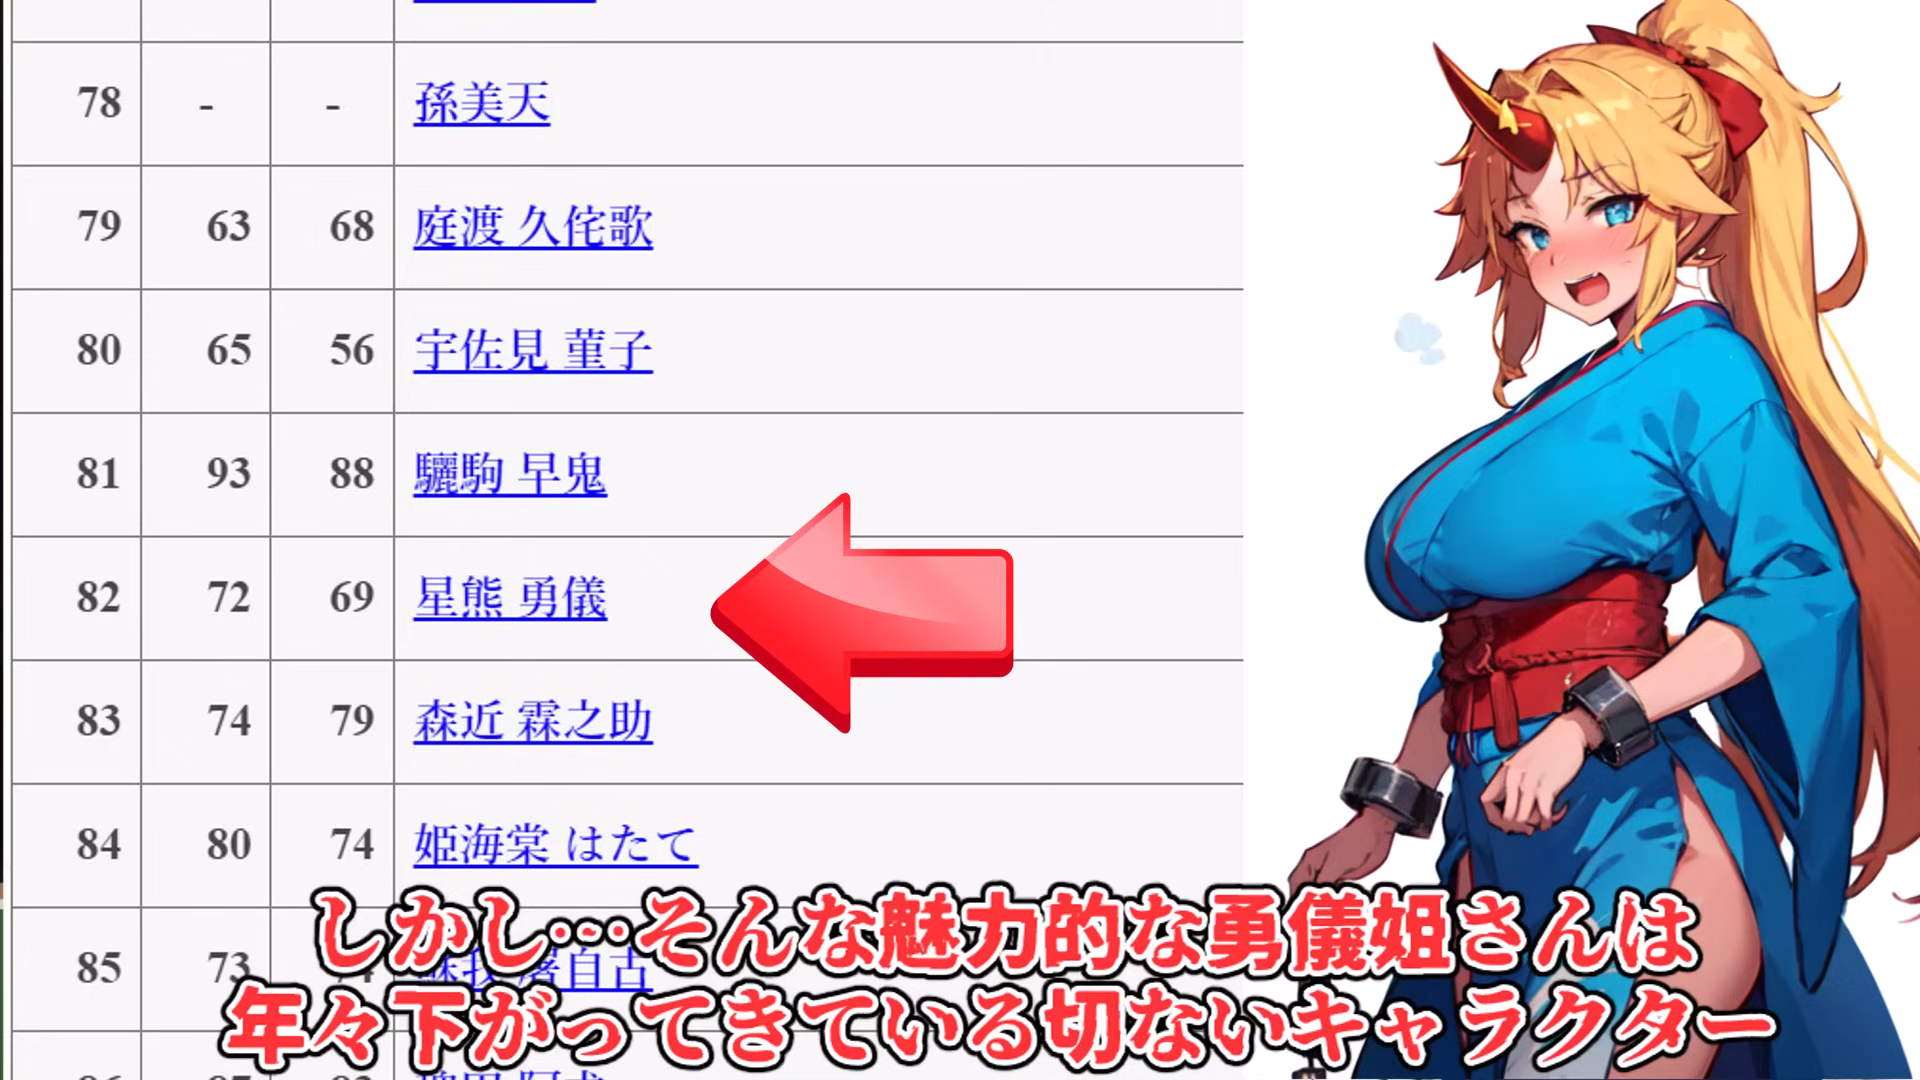 78 - - 孫美天
79 63 68 庭渡 久侘歌
80 65 56 宇佐見 菫子
81 93 88 驪駒 早鬼
82 72 69 星熊 勇儀
83 74 79 森近 霖之助
84 80 74 姫海棠 はたて
85 73
しかし…そんな魅力的な勇儀姐さんは
年々下がってきている切ないキャラクター